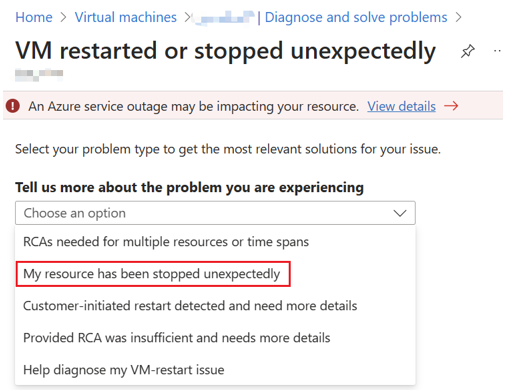 Home > Virtual machines > | Diagnose and solve problems >
VM restarted or stopped unexpectedly
An Azure service outage may be impacting your resource. View details →
Select your problem type to get the most relevant solutions for your issue.
Tell us more about the problem you are experiencing
Choose an option
RCAs needed for multiple resources or time spans
My resource has been stopped unexpectedly
Customer-initiated restart detected and need more details
Provided RCA was insufficient and needs more details
Help diagnose my VM-restart issue